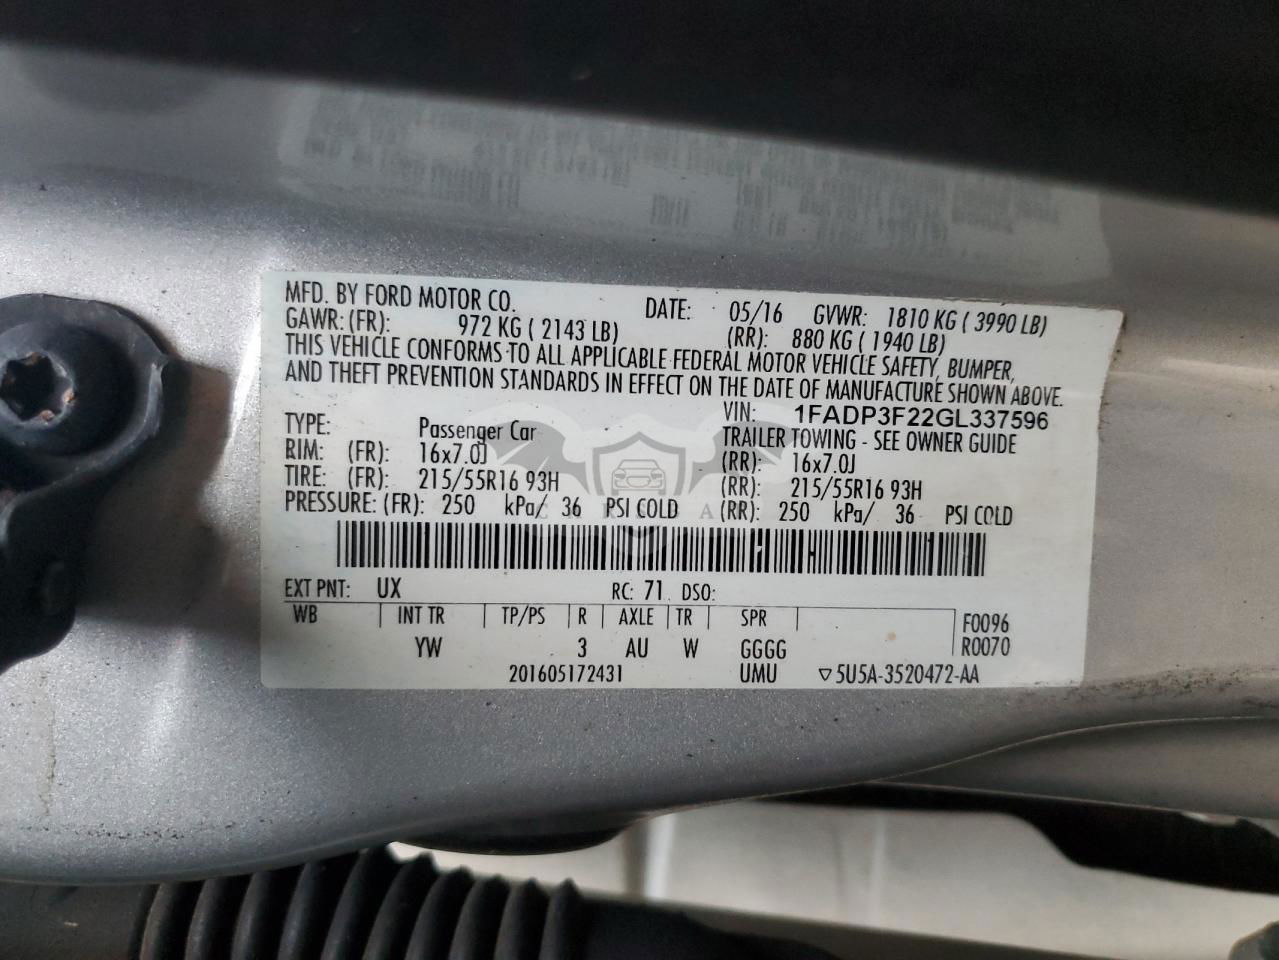 MFD. BY FORD MOTOR CO. DATE: 05/16 GVWR: 1810 KG ( 3990 LB)
GAWR: (FR): 972 KG ( 2143 LB) (RR): 880 KG ( 1940 LB)
THIS VEHICLE CONFORMS TO ALL APPLICABLE FEDERAL MOTOR VEHICLE SAFETY, BUMPER,
AND THEFT PREVENTION STANDARDS IN EFFECT ON THE DATE OF MANUFACTURE SHOWN ABOVE.
VIN: 1FADP3F22GL337596
TYPE: Passenger Car TRAILER TOWING - SEE OWNER GUIDE
RIM: (FR): 16x7.0J (RR): 16x7.0J
TIRE: (FR): 215/55R16 93H (RR): 215/55R16 93H
PRESSURE: (FR): 250 kPa/ 36 PSI COLD (RR): 250 kPa/ 36 PSI COLD
EXT PNT: UX RC: 71 DSO:
WB INT TR TP/PS R AXLE TR SPR F0096
YW 3 AU W GGGG R0070
201605172431 UMU ▽5U5A-3520472-AA